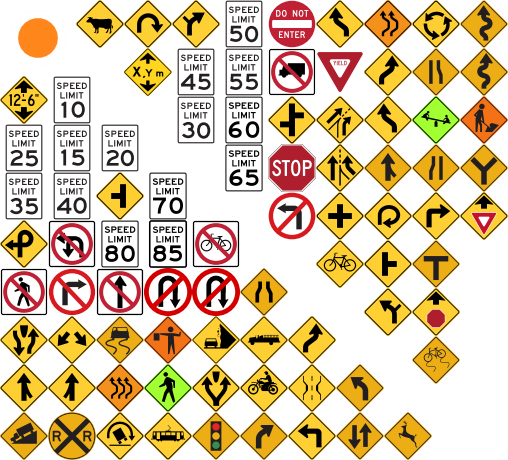 SPEED
LIMIT
50
DO NOT
ENTER
X.Ym
SPEED
LIMIT
45
SPEED
LIMIT
55
YIELD
12'-6"
SPEED
LIMIT
10
SPEED
LIMIT
30
SPEED
LIMIT
60
SPEED
LIMIT
25
SPEED
LIMIT
15
SPEED
LIMIT
20
SPEED
LIMIT
65
STOP
SPEED
LIMIT
35
SPEED
LIMIT
40
SPEED
LIMIT
70
P
SPEED
LIMIT
80
SPEED
LIMIT
85
R R